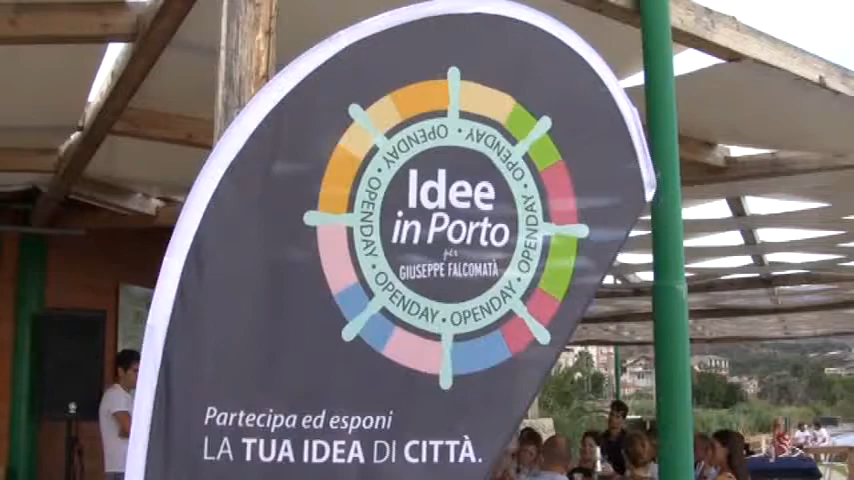 Idee
in Porto
per
GIUSEPPE FALCOMATÀ
OPENDAY · OPENDAY · OPENDAY · OPENDAY · OPENDAY · OPENDAY · OPENDAY ·
Partecipa ed esponi
LA TUA IDEA DI CITTÀ.